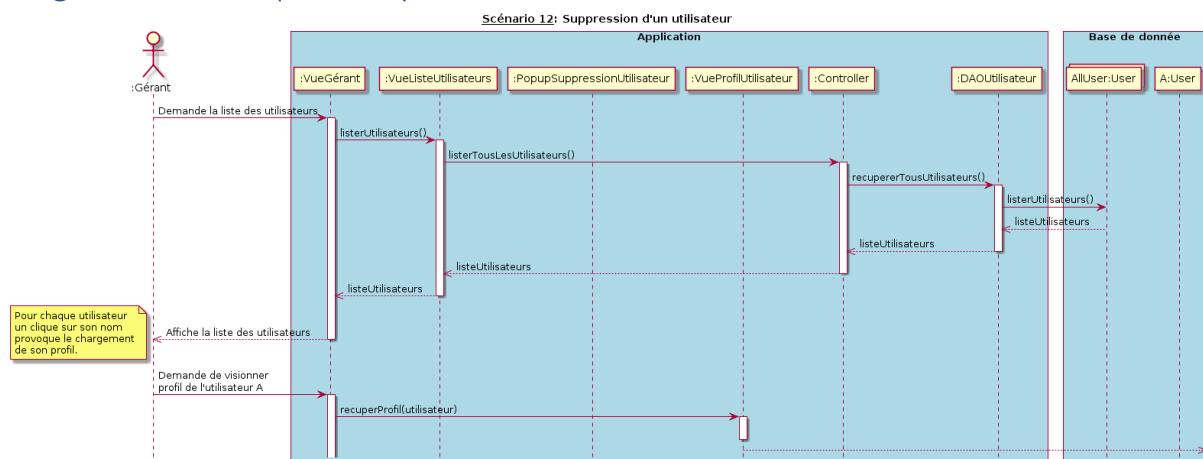 Scénario 12: Suppression d'un utilisateur
Application
Base de donnée
:Gérant
:VueGérant
:VueListeUtilisateurs
:PopupSuppressionUtilisateur
:VueProfilUtilisateur
:Controller
:DAOUtilisateur
AllUser:User
A:User
Demande la liste des utilisateurs
listerUtilisateurs()
listerTousLesUtilisateurs()
recupererTousUtilisateurs()
listerUtilisateurs()
listeUtilisateurs
listeUtilisateurs
listeUtilisateurs
listeUtilisateurs
Pour chaque utilisateur
un clique sur son nom
provoque le chargement
de son profil.
Affiche la liste des utilisateurs
Demande de visionner
profil de l'utilisateur A
recuperProfil(utilisateur)